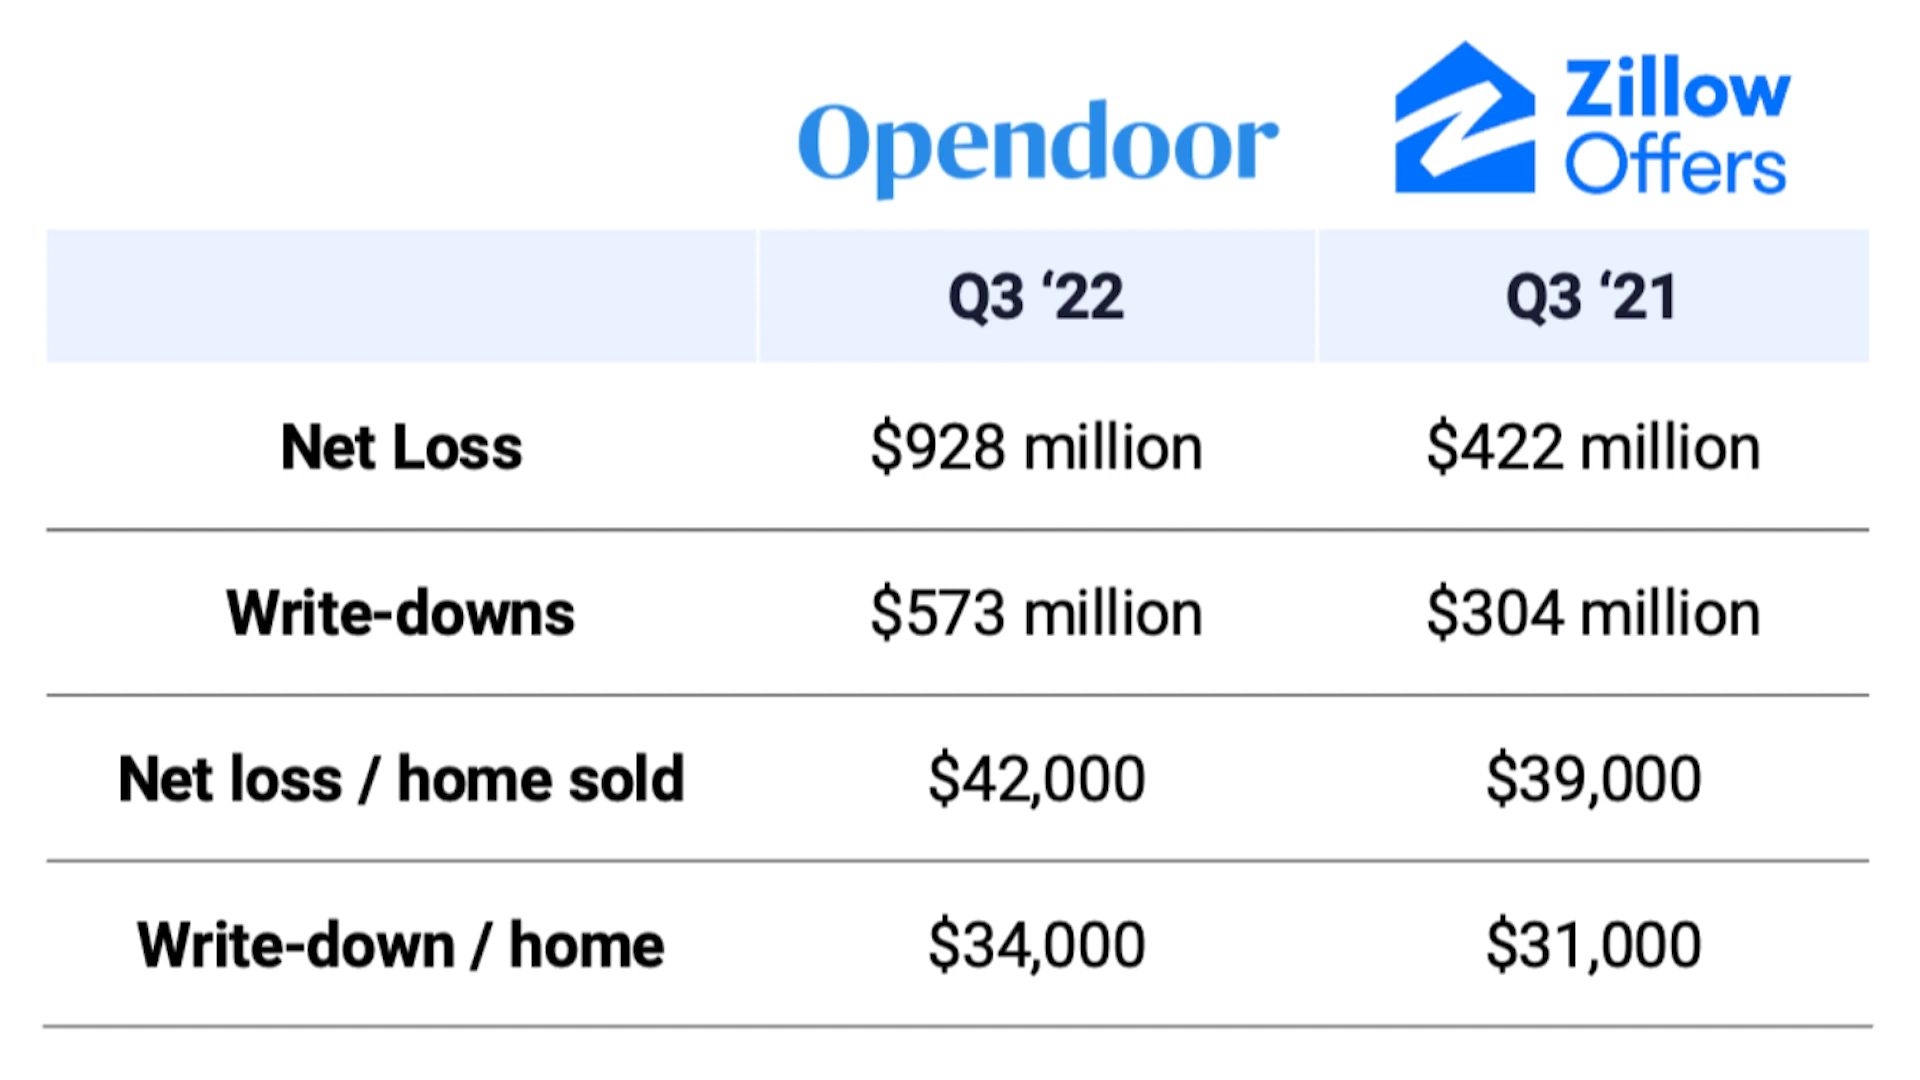 Opendoor
Zillow
Offers
Q3 ‘22
Q3 ‘21
Net Loss
$928 million
$422 million
Write-downs
$573 million
$304 million
Net loss / home sold
$42,000
$39,000
Write-down / home
$34,000
$31,000